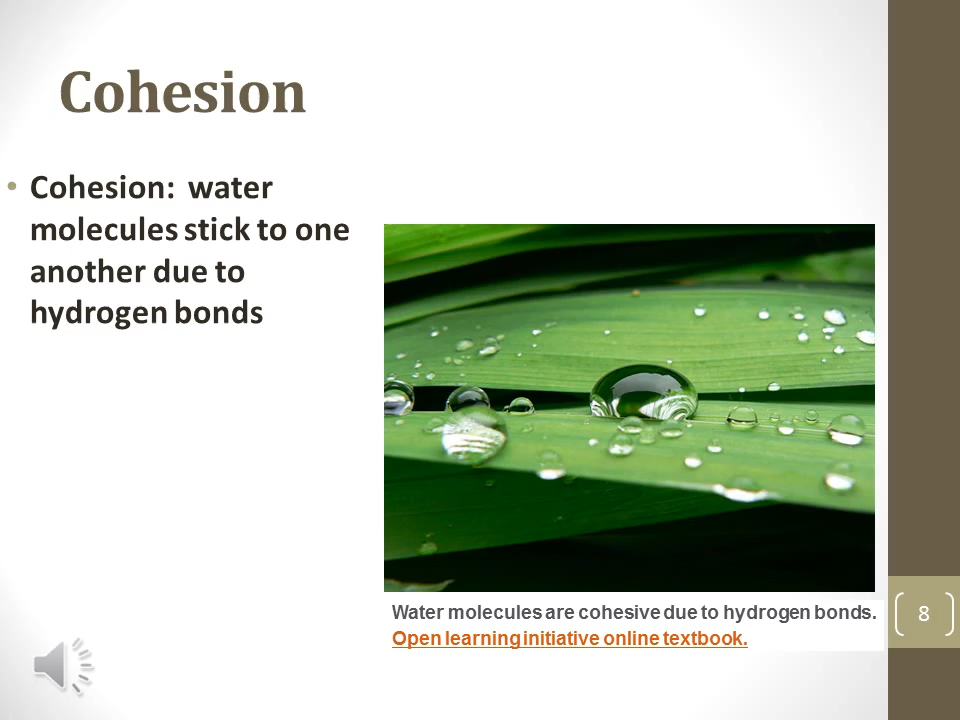 Cohesion
• Cohesion: water
molecules stick to one
another due to
hydrogen bonds
Water molecules are cohesive due to hydrogen bonds.
Open learning initiative online textbook.
8